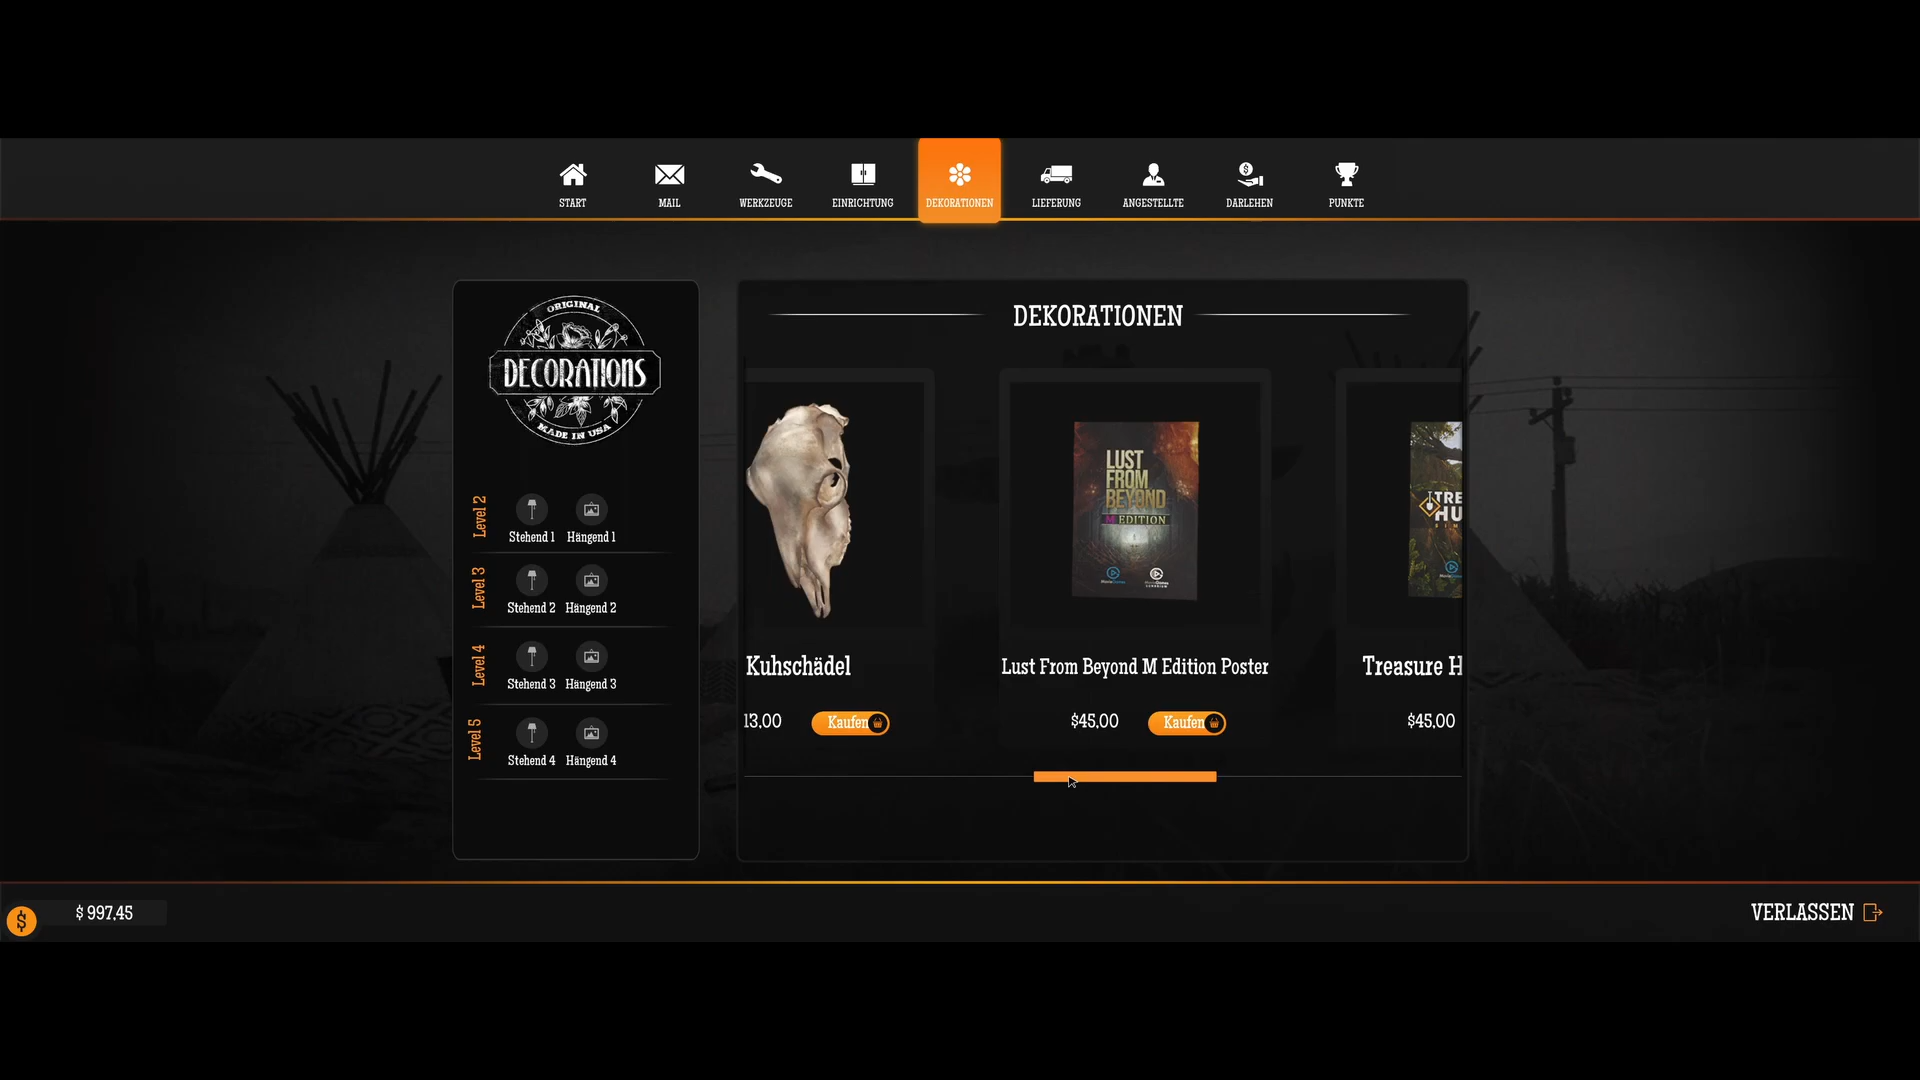 START
MAIL
WERKZEUGE
EINRICHTUNG
DEKORATIONEN
LIEFERUNG
ANGESTELLTE
DARLEHEN
PUNKTE
ORIGINAL
DECORATIONS
MADE IN USA
Level 2
Stehend 1
Hängend 1
Level 3
Stehend 2
Hängend 2
Level 4
Stehend 3
Hängend 3
Level 5
Stehend 4
Hängend 4
DEKORATIONEN
Kuhschädel
13,00
Kaufen
LUST
FROM
BEYOND
M EDITION
Lust From Beyond M Edition Poster
$45,00
Kaufen
TRE
HU
Treasure H
$45,00
$ 997,45
VERLASSEN